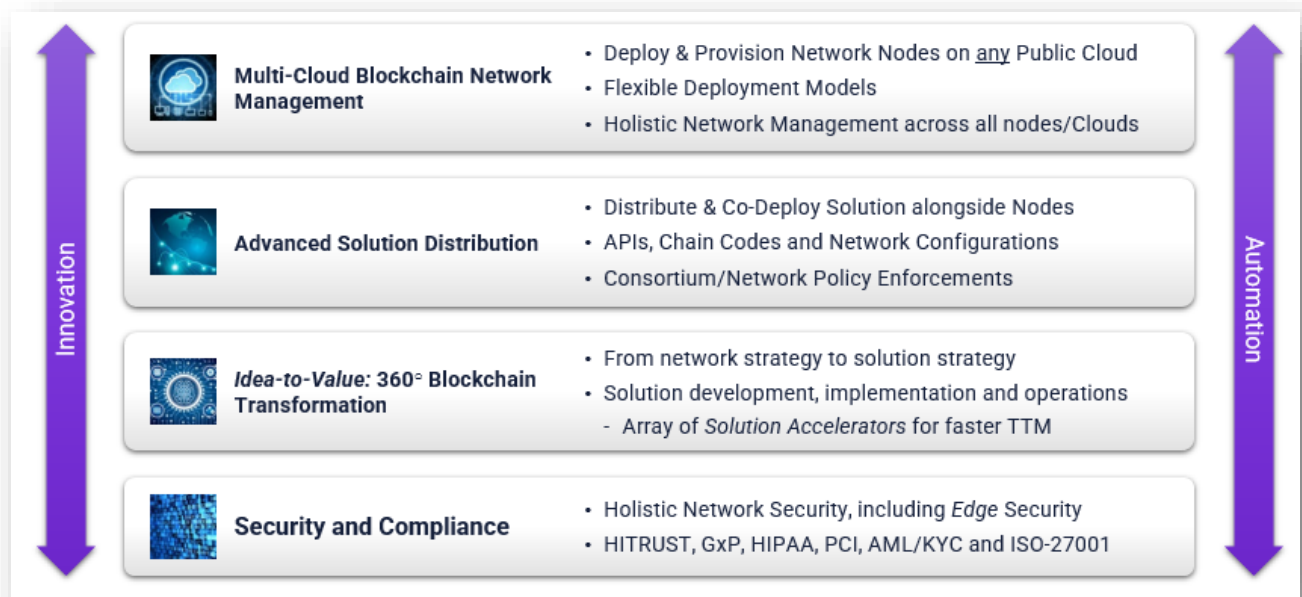 Innovation
Multi-Cloud Blockchain Network
Management
• Deploy & Provision Network Nodes on any Public Cloud
• Flexible Deployment Models
• Holistic Network Management across all nodes/Clouds
Advanced Solution Distribution
• Distribute & Co-Deploy Solution alongside Nodes
• APIs, Chain Codes and Network Configurations
• Consortium/Network Policy Enforcements
Idea-to-Value: 360° Blockchain
Transformation
• From network strategy to solution strategy
• Solution development, implementation and operations
- Array of Solution Accelerators for faster TTM
Security and Compliance
• Holistic Network Security, including Edge Security
• HITRUST, GxP, HIPAA, PCI, AML/KYC and ISO-27001
Automation